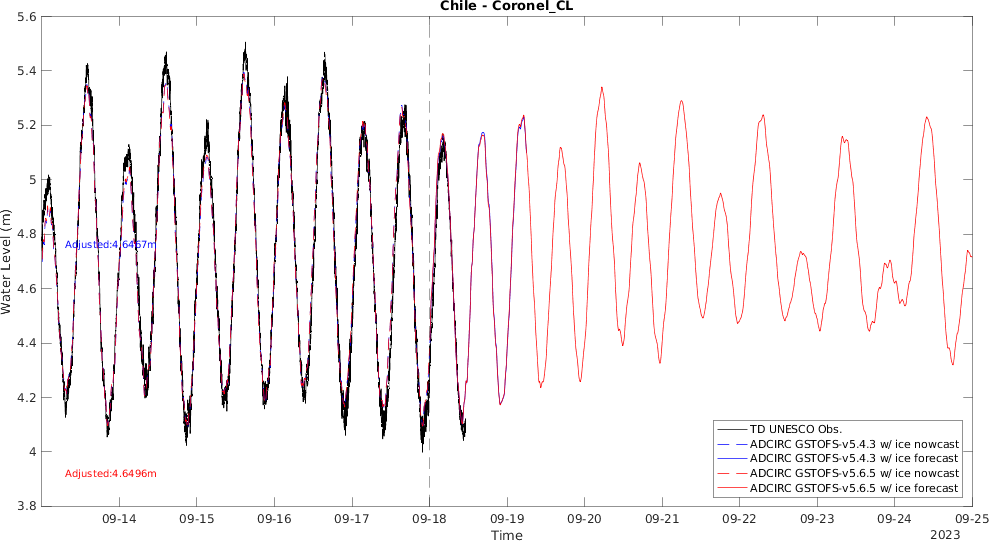 Chile - Coronel_CL
5.6
5.4
5.2
5
4.8
4.6
4.4
4.2
4
3.8
Water Level (m)
Adjusted:4.6467m
Adjusted:4.6496m
TD UNESCO Obs.
ADCIRC GSTOFS-v5.4.3 w/ ice nowcast
ADCIRC GSTOFS-v5.4.3 w/ ice forecast
ADCIRC GSTOFS-v5.6.5 w/ ice nowcast
ADCIRC GSTOFS-v5.6.5 w/ ice forecast
09-14 09-15 09-16 09-17 09-18 09-19 09-20 09-21 09-22 09-23 09-24 09-25
Time
2023